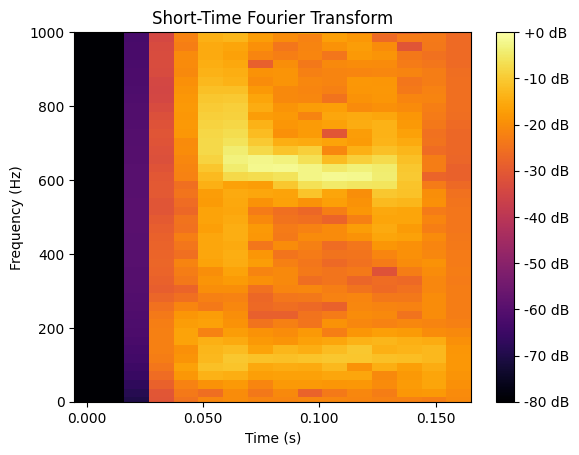 Short-Time Fourier Transform
1000
800
600
400
200
0
Frequency (Hz)
0.000
0.050
0.100
0.150
Time (s)
+0 dB
-10 dB
-20 dB
-30 dB
-40 dB
-50 dB
-60 dB
-70 dB
-80 dB